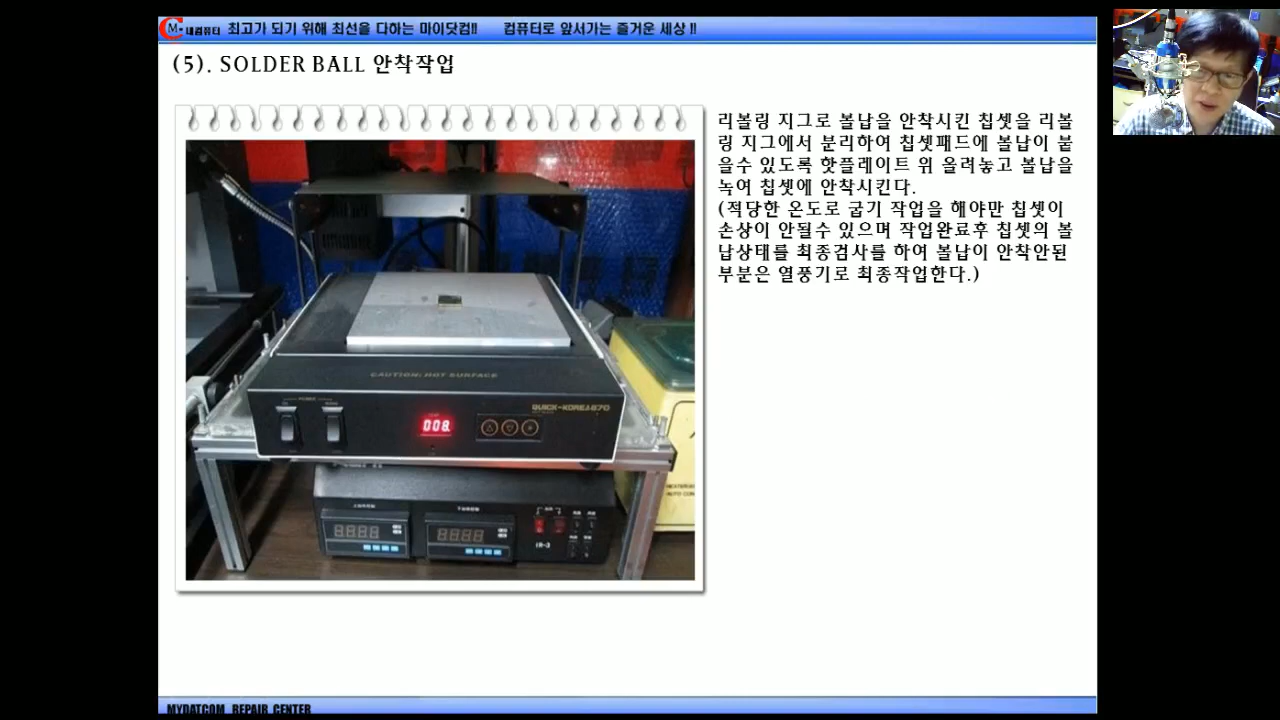 M·내컴퓨터 최고가 되기 위해 최선을 다하는 마이닷컴!! 컴퓨터로 앞서가는 즐거운 세상 !!
(5). SOLDER BALL 안착작업
리볼링 지그로 볼납을 안착시킨 칩셋을 리볼
링 지그에서 분리하여 칩셋패드에 볼납이 붙
을수 있도록 핫플레이트 위 올려놓고 볼납을
녹여 칩셋에 안착시킨다.
(적당한 온도로 굽기 작업을 해야만 칩셋이
손상이 안될수 있으며 작업완료후 칩셋의 볼
납상태를 최종검사를 하여 볼납이 안착안된
부분은 열풍기로 최종작업한다.)
CAUTION: HOT SURFACE
POWER
QUICK-KOREA-870
008.
MYDATCOM REPAIR CENTER